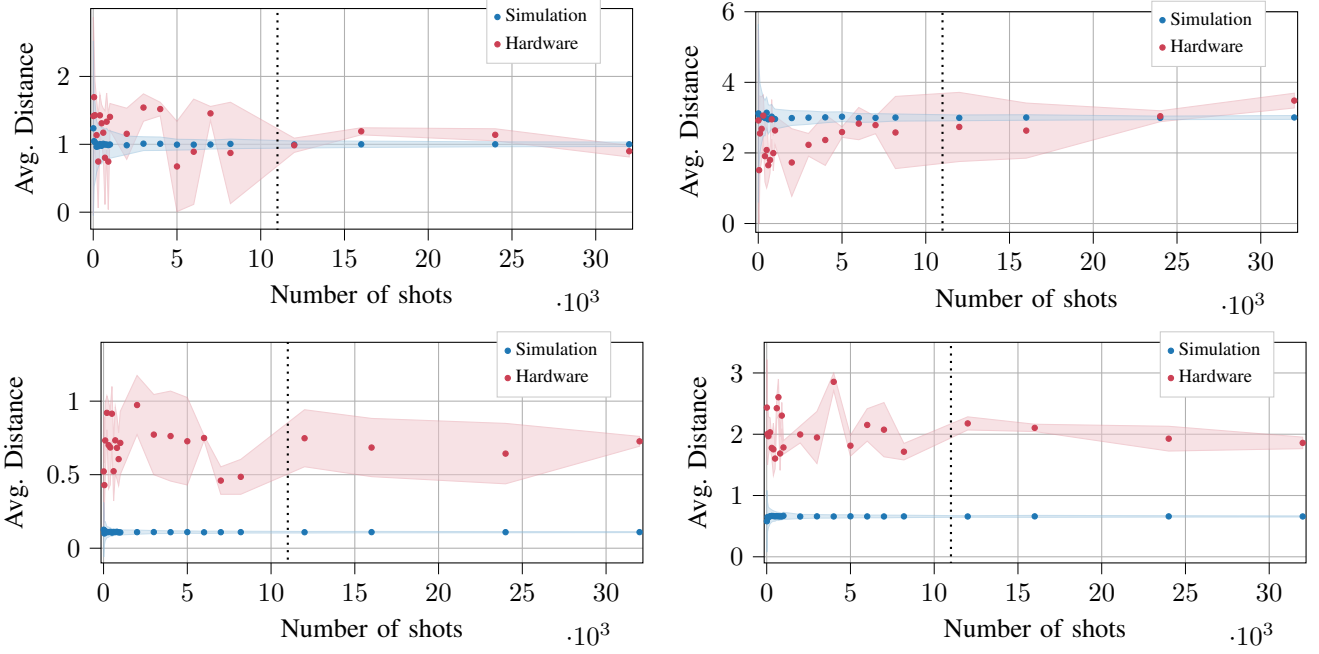 Simulation
Hardware
2
1
0
Avg. Distance
0 5 10 15 20 25 30
Number of shots
·10³
Simulation
Hardware
6
4
2
0
Avg. Distance
0 5 10 15 20 25 30
Number of shots
·10³
Simulation
Hardware
1
0.5
0
Avg. Distance
0 5 10 15 20 25 30
Number of shots
·10³
Simulation
Hardware
3
2
1
0
Avg. Distance
0 5 10 15 20 25 30
Number of shots
·10³